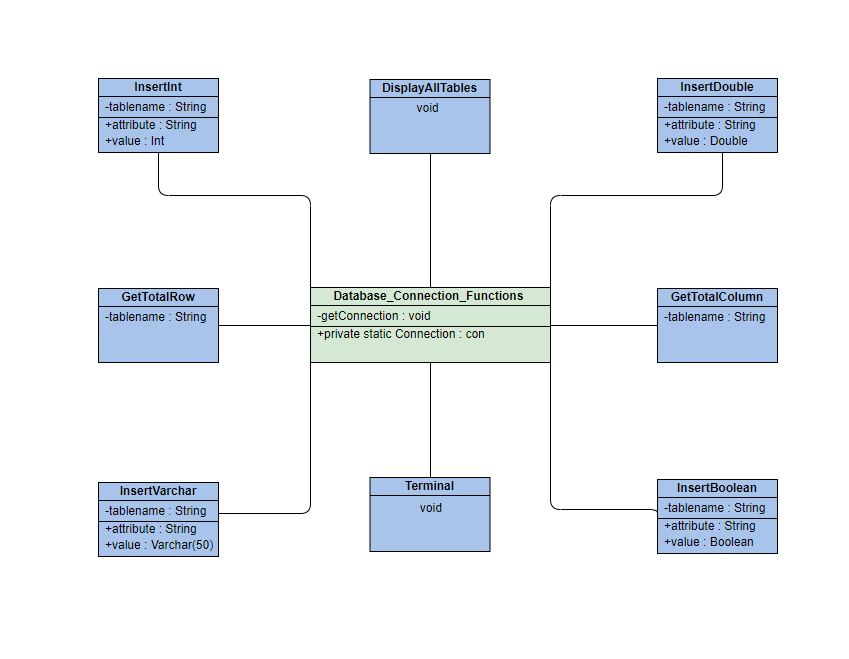 InsertInt
-tablename : String
+attribute : String
+value : Int
DisplayAllTables
void
InsertDouble
-tablename : String
+attribute : String
+value : Double
GetTotalRow
-tablename : String
Database_Connection_Functions
-getConnection : void
+private static Connection : con
GetTotalColumn
-tablename : String
InsertVarchar
-tablename : String
+attribute : String
+value : Varchar(50)
Terminal
void
InsertBoolean
-tablename : String
+attribute : String
+value : Boolean